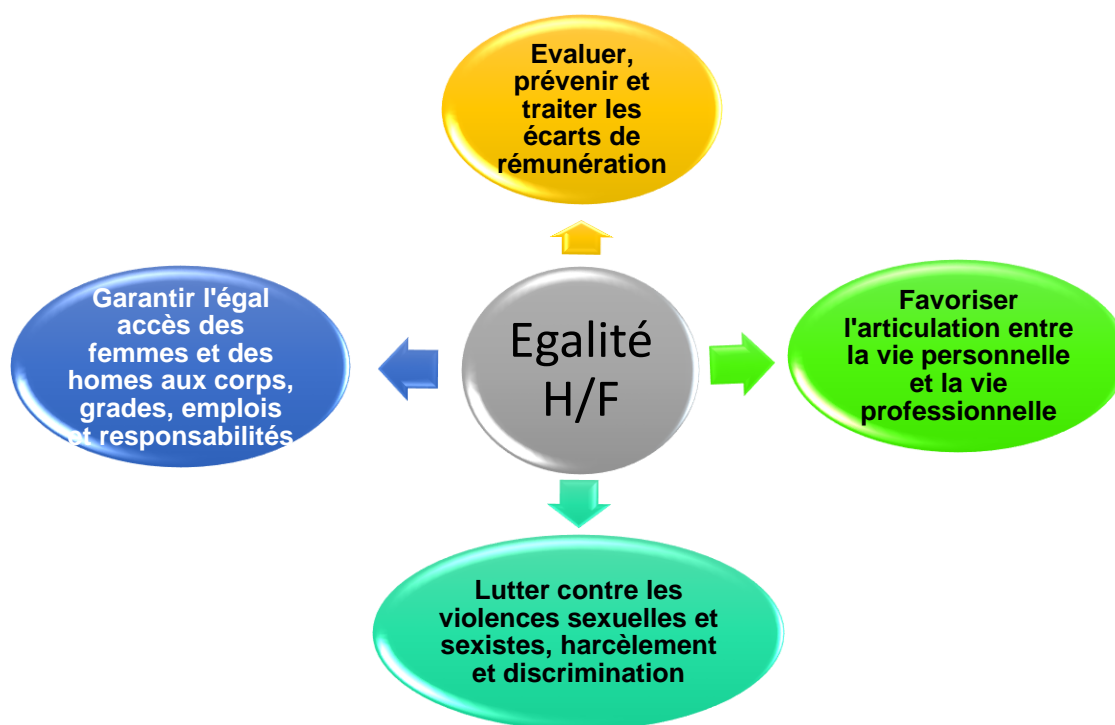 Evaluer,
prévenir et
traiter les
écarts de
rémunération
Garantir l'égal
accès des
femmes et des
homes aux corps,
grades, emplois
et responsabilités
Egalité
H/F
Favoriser
l'articulation entre
la vie personnelle
et la vie
professionnelle
Lutter contre les
violences sexuelles et
sexistes, harcèlement
et discrimination